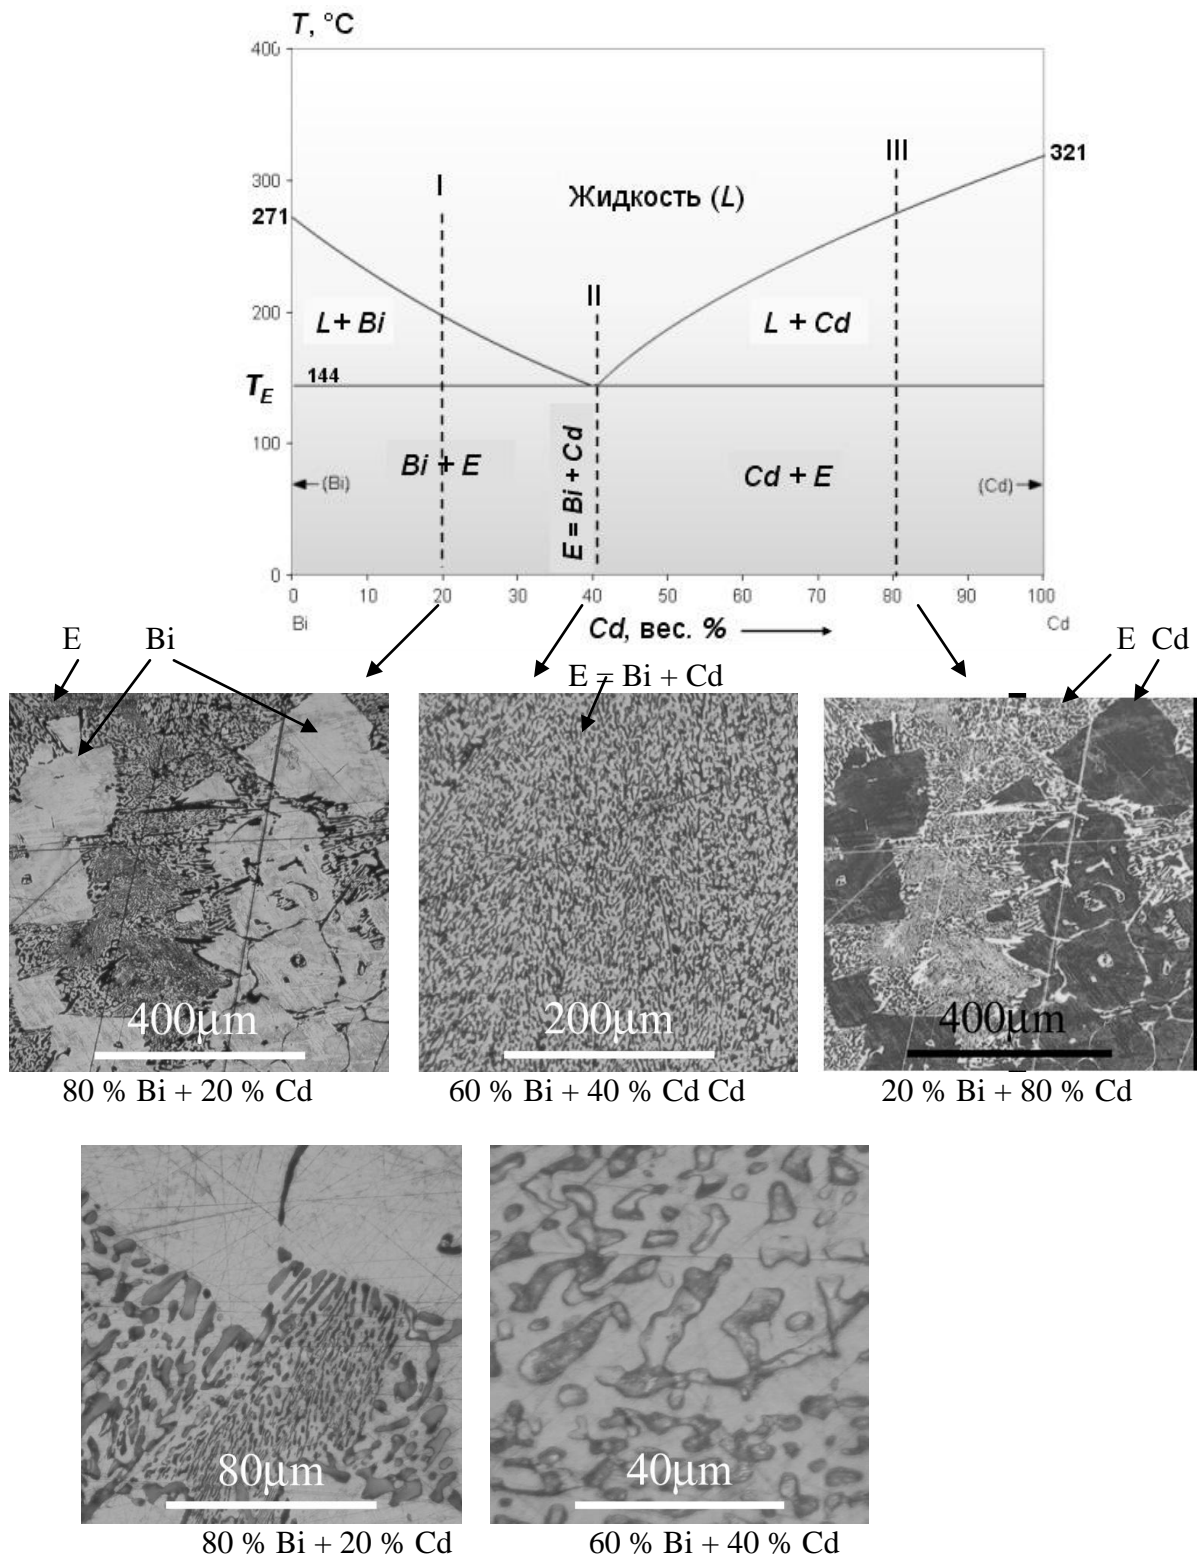 T, °C
400
300
200
100
0
271
321
144
T_E
I
II
III
Жидкость (L)
L + Bi
L + Cd
Bi + E
E = Bi + Cd
Cd + E
(Bi)
(Cd)
0 10 20 30 40 50 60 70 80 90 100
Bi Cd, вес. % Cd
E Bi
E = Bi + Cd
E Cd
400μm
200μm
400μm
80 % Bi + 20 % Cd
60 % Bi + 40 % Cd Cd
20 % Bi + 80 % Cd
80μm
40μm
80 % Bi + 20 % Cd
60 % Bi + 40 % Cd